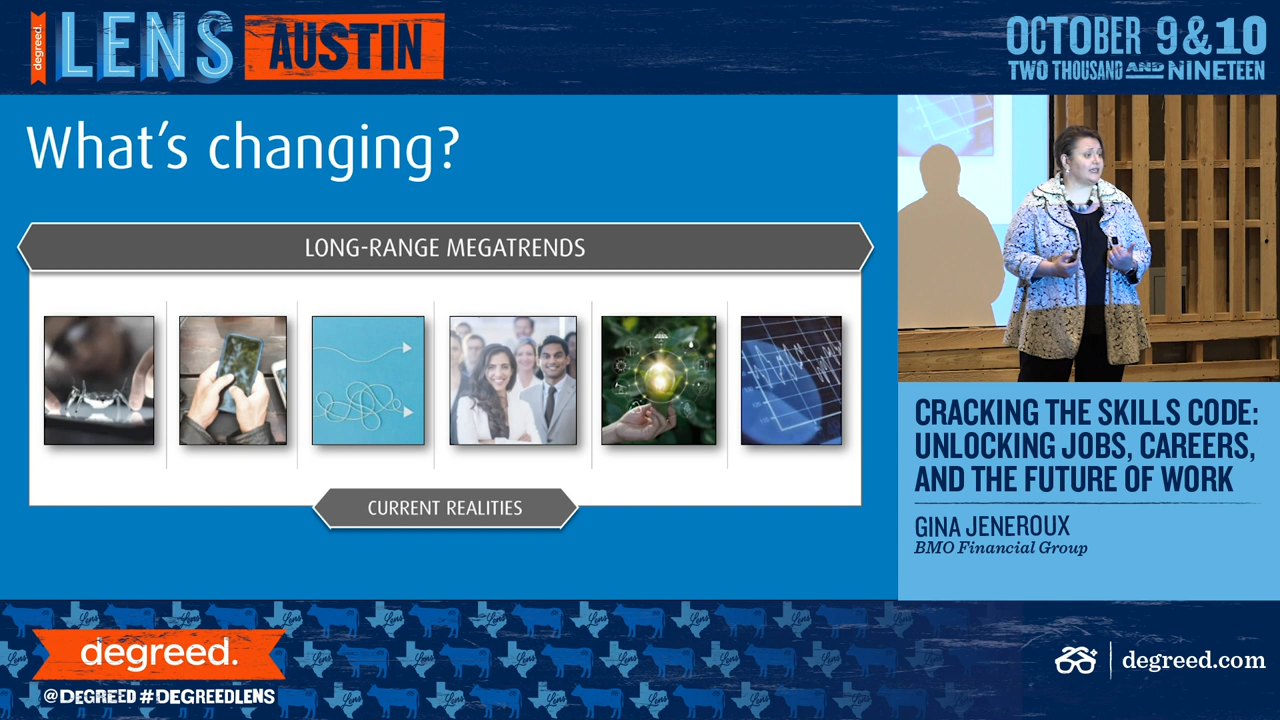 degreed.
LENS
AUSTIN
OCTOBER 9&10
TWO THOUSAND AND NINETEEN
What's changing?
LONG-RANGE MEGATRENDS
CURRENT REALITIES
CRACKING THE SKILLS CODE:
UNLOCKING JOBS, CAREERS,
AND THE FUTURE OF WORK
GINA JENEROUX
BMO Financial Group
degreed.
@DEGREED #DEGREEDLENS
degreed.com